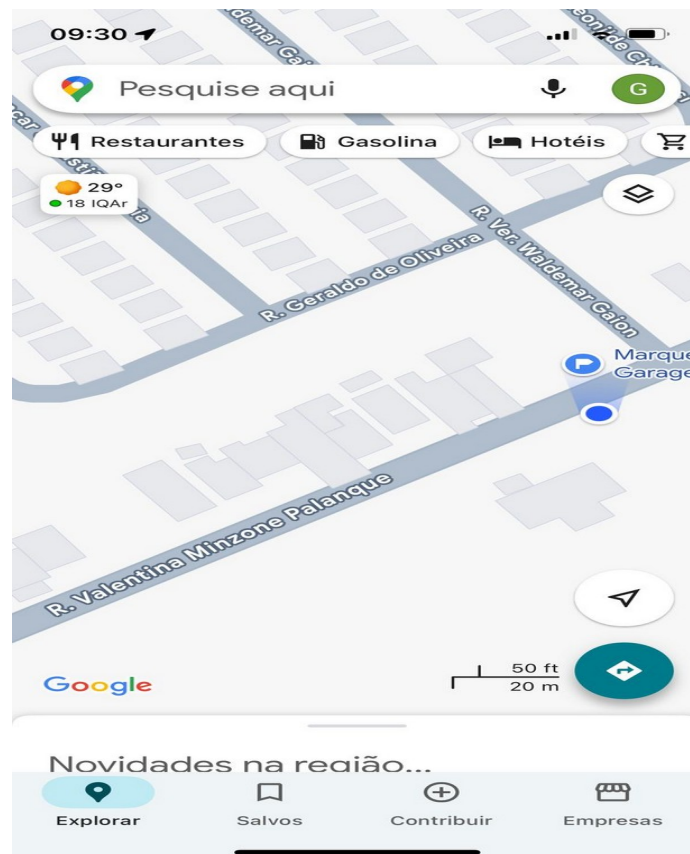 09:30
Pesquise aqui
G
Restaurantes
Gasolina
Hotéis
29°
18 IQAr
R. Geraldo de Oliveira
R. Ver. Waldemar Gaion
Marque
Garage
R. Valentina Minzone Palanque
Google
50 ft
20 m
Novidades na região...
Explorar
Salvos
Contribuir
Empresas